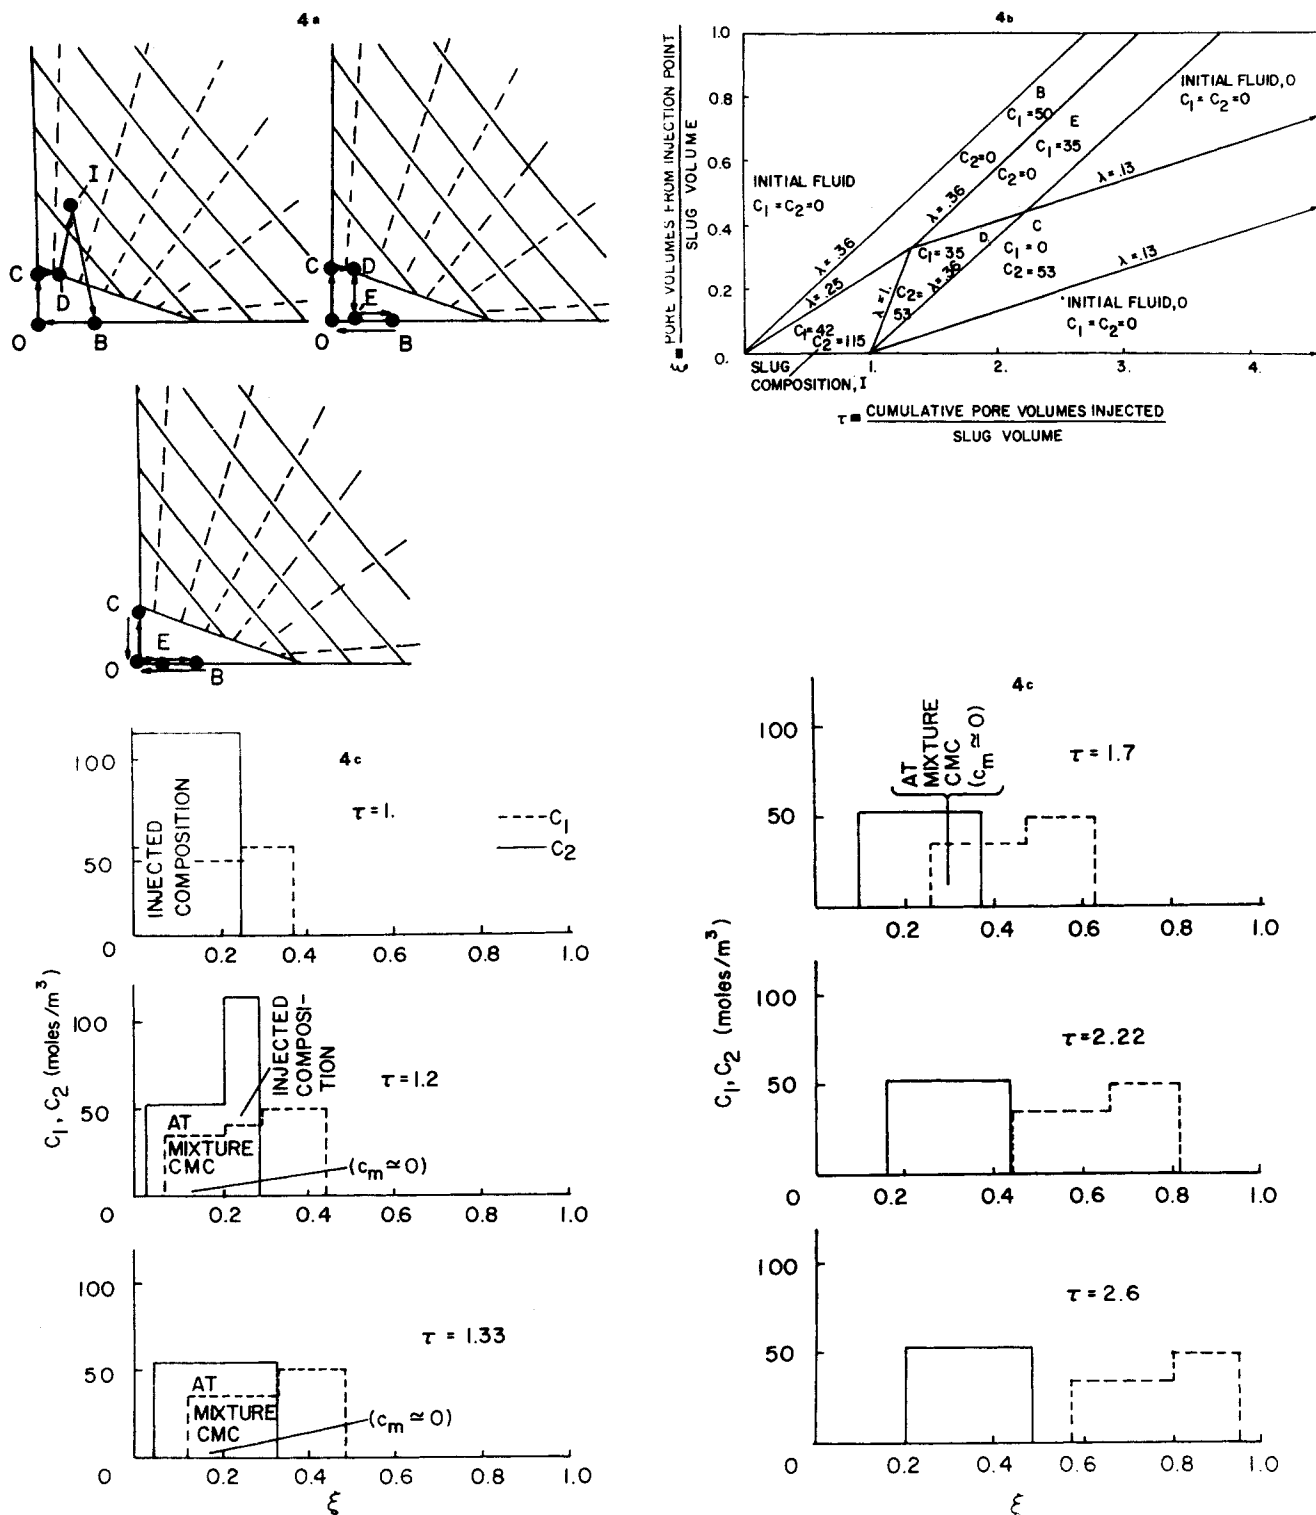 4a
I
C
D
O
B
C
D
E
O
B
C
E
O
B
4b
ξ = PORE VOLUMES FROM INJECTION POINT
SLUG VOLUME
1.0
0.8
0.6
0.4
0.2
0.
INITIAL FLUID
C₁ = C₂ = 0
B
C₁ = 50
C₂ = 0
E
C₁ = 35
C₂ = 0
INITIAL FLUID, O
C₁ = C₂ = 0
λ = .36
λ = .36
λ = .13
λ = .25
λ = 1.
λ = .36
D
C₁ = 35
C₂ =
53
C
C₁ = 0
C₂ = 53
λ = .13
INITIAL FLUID, O
C₁ = C₂ = 0
C₁ = 42
C₂ = 115
SLUG
COMPOSITION, I
1.
2.
3.
4.
τ = CUMULATIVE PORE VOLUMES INJECTED
SLUG VOLUME
4c
100
50
0
INJECTED
COMPOSITION
τ = 1.
C₁
C₂
0.2
0.4
0.6
0.8
1.0
C₁, C₂ (moles/m³)
100
50
0
AT
MIXTURE
CMC
INJECTED
COMPOSI-
TION
(cₘ ≃ 0)
τ = 1.2
0.2
0.4
0.6
0.8
1.0
100
50
0
AT
MIXTURE
CMC
(cₘ ≃ 0)
τ = 1.33
0.2
0.4
0.6
0.8
1.0
ξ
4c
100
50
0
AT
MIXTURE
CMC
(cₘ ≃ 0)
τ = 1.7
0.2
0.4
0.6
0.8
1.0
C₁, C₂ (moles/m³)
100
50
0
τ = 2.22
0.2
0.4
0.6
0.8
1.0
100
50
0
τ = 2.6
0.2
0.4
0.6
0.8
1.0
ξ